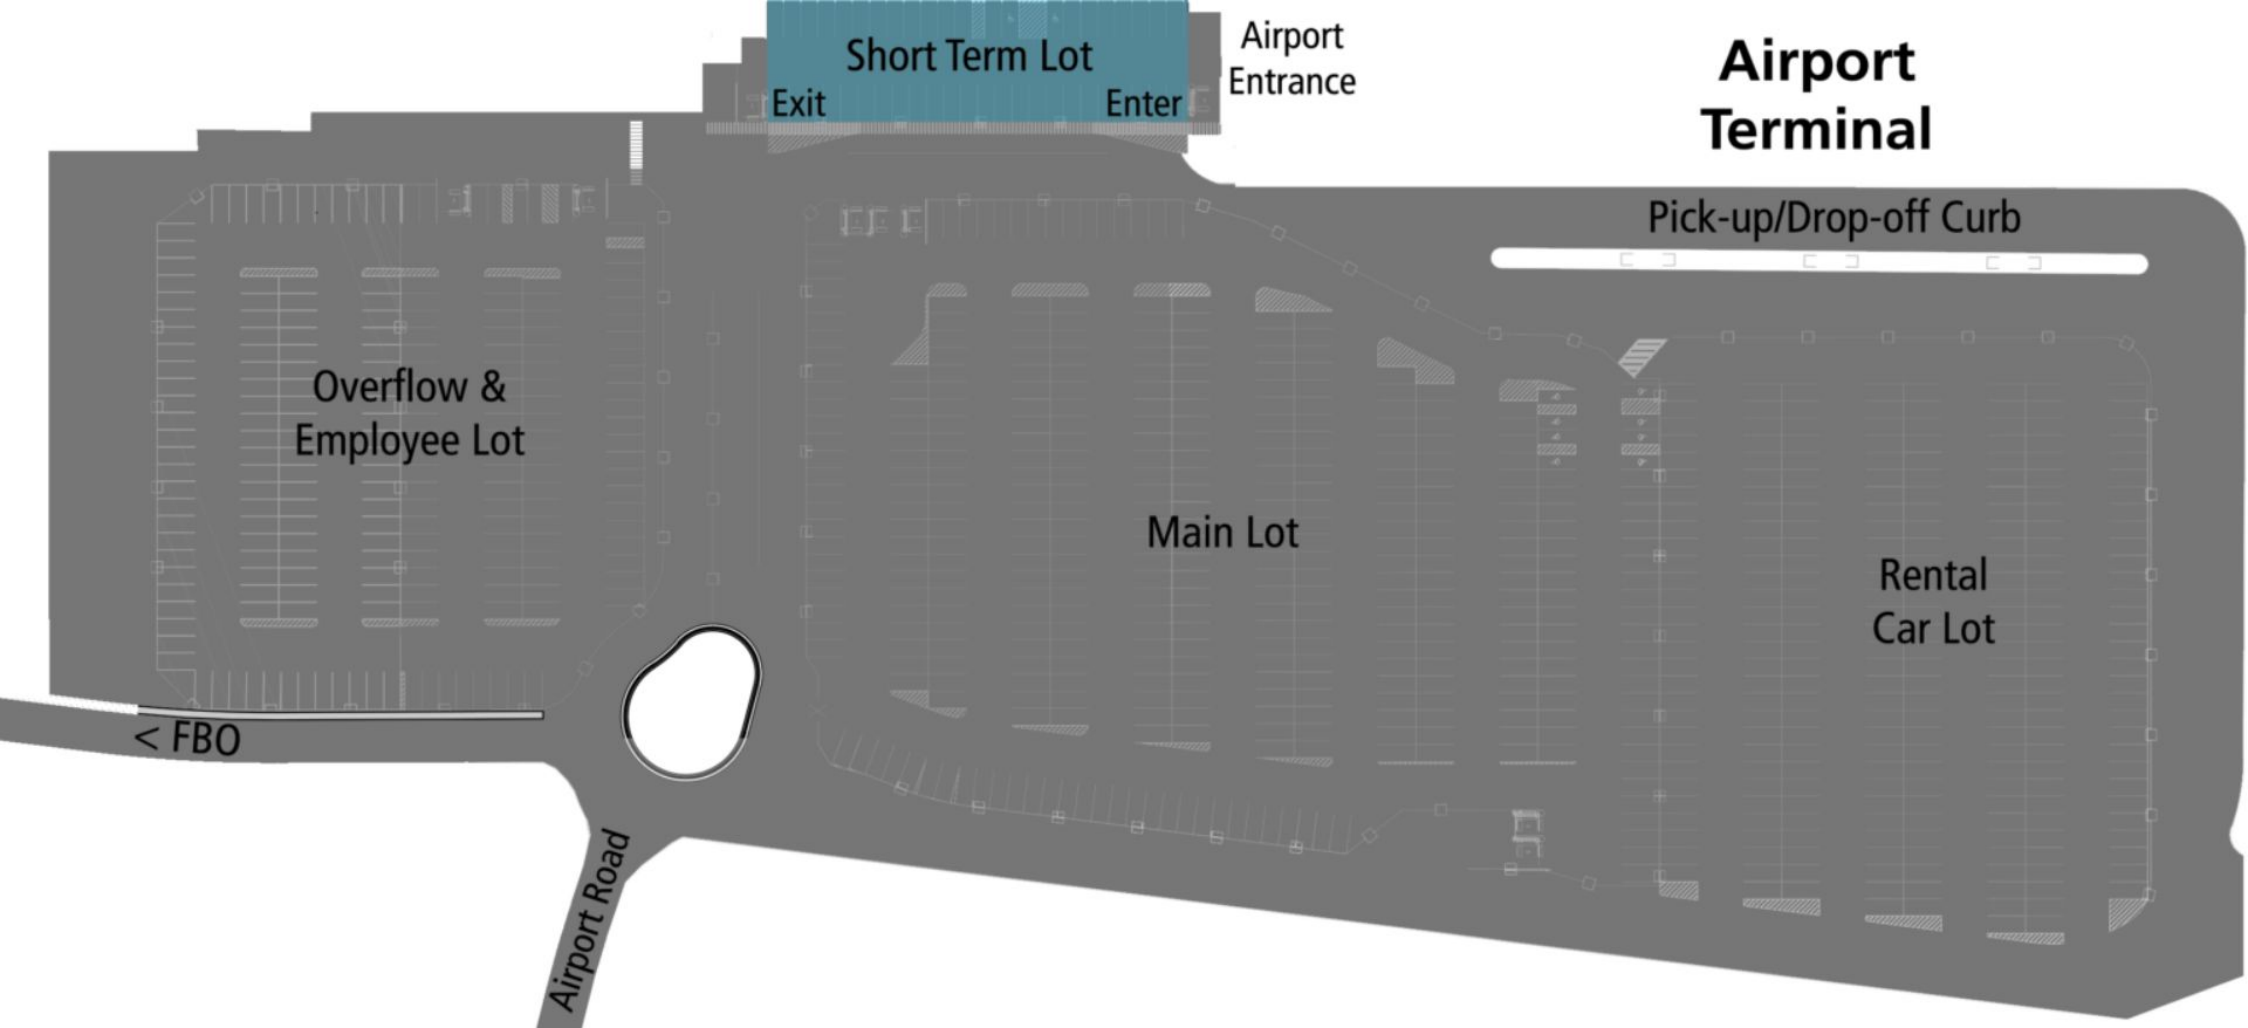 Short Term Lot
Exit
Enter
Airport
Entrance
Airport
Terminal
Pick-up/Drop-off Curb
Overflow &
Employee Lot
Main Lot
Rental
Car Lot
< FBO
Airport Road